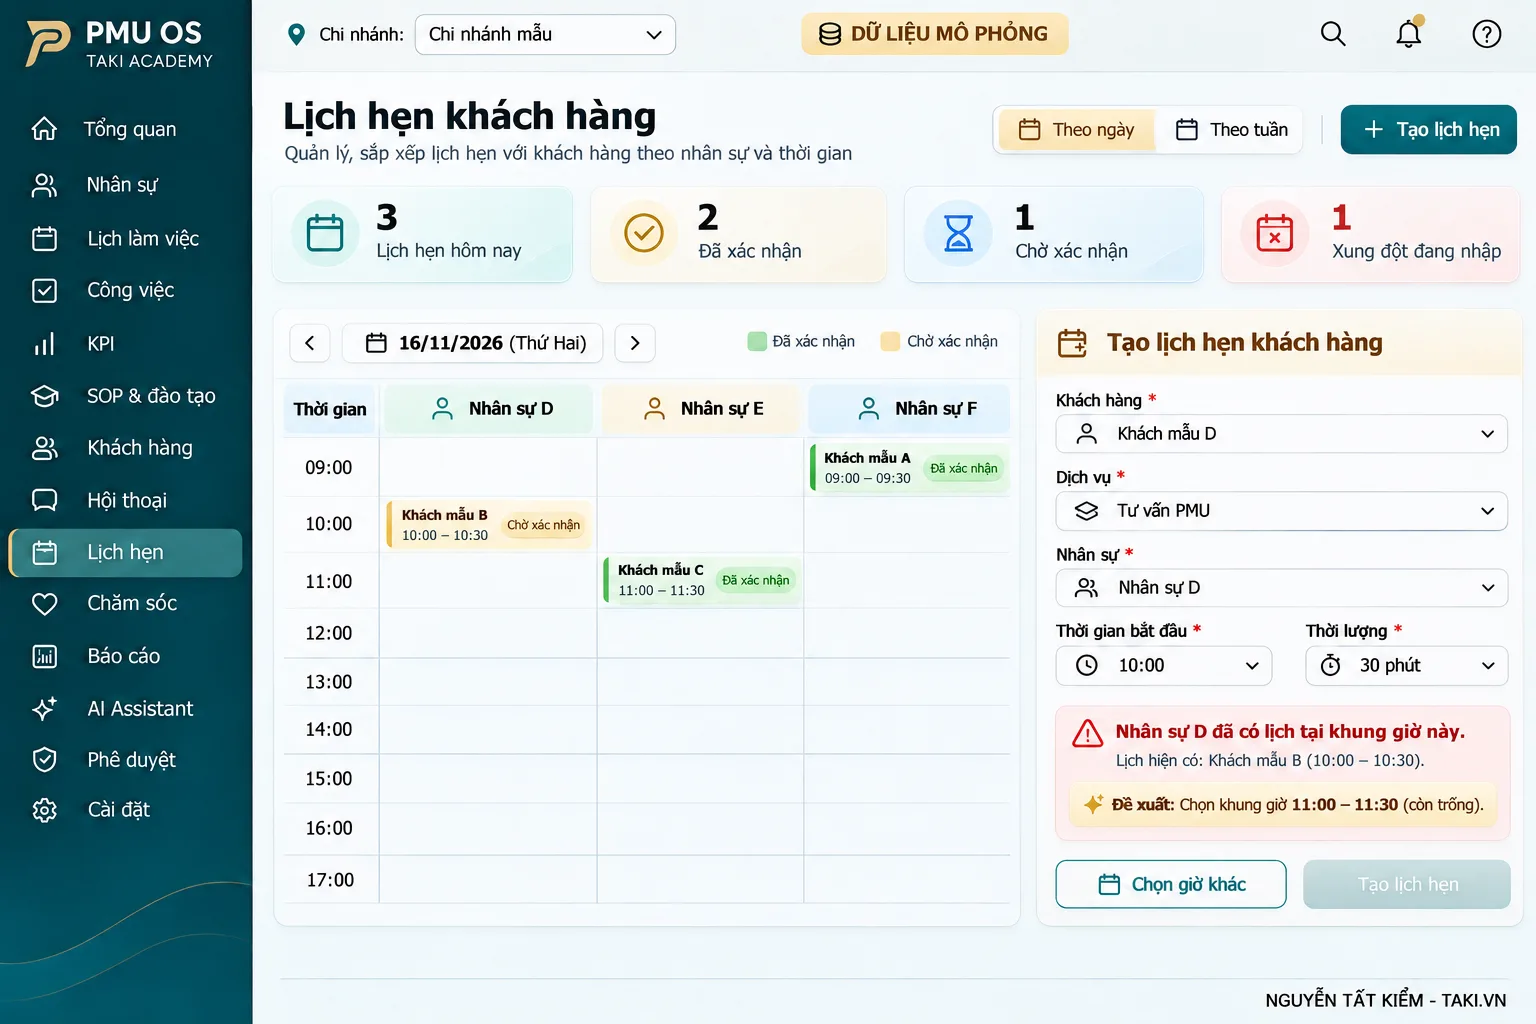 PMU OS
TAKI ACADEMY
Tổng quan
Nhân sự
Lịch làm việc
Công việc
KPI
SOP & đào tạo
Khách hàng
Hội thoại
Lịch hẹn
Chăm sóc
Báo cáo
AI Assistant
Phê duyệt
Cài đặt
Chi nhánh: Chi nhánh mẫu
DỮ LIỆU MÔ PHỎNG
Lịch hẹn khách hàng
Quản lý, sắp xếp lịch hẹn với khách hàng theo nhân sự và thời gian
Theo ngày
Theo tuần
+ Tạo lịch hẹn
3
Lịch hẹn hôm nay
2
Đã xác nhận
1
Chờ xác nhận
1
Xung đột đang nhập
16/11/2026 (Thứ Hai)
Đã xác nhận
Chờ xác nhận
Thời gian
Nhân sự D
Nhân sự E
Nhân sự F
09:00
Khách mẫu A
09:00 – 09:30
Đã xác nhận
10:00
Khách mẫu B
10:00 – 10:30
Chờ xác nhận
11:00
Khách mẫu C
11:00 – 11:30
Đã xác nhận
12:00
13:00
14:00
15:00
16:00
17:00
Tạo lịch hẹn khách hàng
Khách hàng *
Khách mẫu D
Dịch vụ *
Tư vấn PMU
Nhân sự *
Nhân sự D
Thời gian bắt đầu *
10:00
Thời lượng *
30 phút
Nhân sự D đã có lịch tại khung giờ này.
Lịch hiện có: Khách mẫu B (10:00 – 10:30).
Đề xuất: Chọn khung giờ 11:00 – 11:30 (còn trống).
Chọn giờ khác
Tạo lịch hẹn
NGUYỄN TẤT KIỂM - TAKI.VN